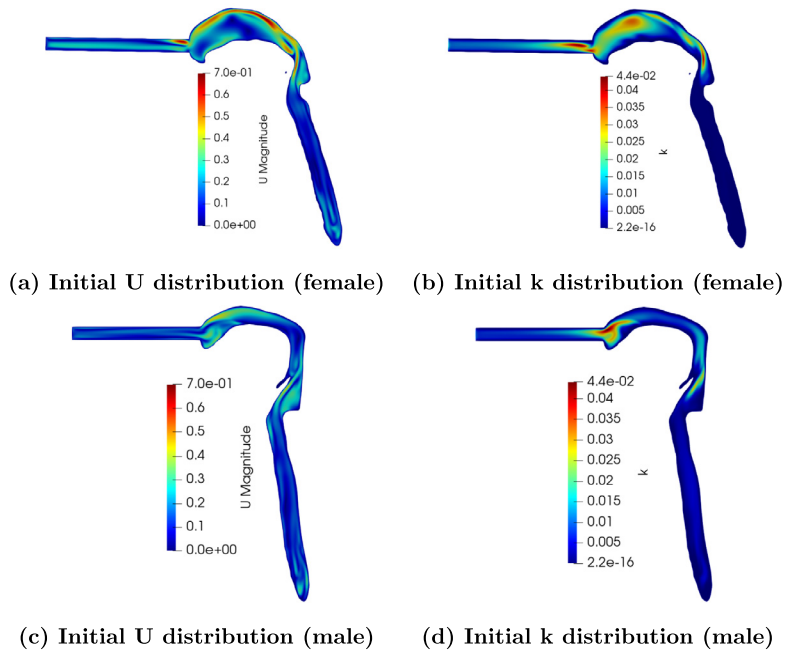 7.0e-01
0.6
0.5
0.4
0.3
0.2
0.1
0.0e+00
U Magnitude
4.4e-02
0.04
0.035
0.03
0.025
0.02
0.015
0.01
0.005
2.2e-16
k
(a) Initial U distribution (female)
(b) Initial k distribution (female)
7.0e-01
0.6
0.5
0.4
0.3
0.2
0.1
0.0e+00
U Magnitude
4.4e-02
0.04
0.035
0.03
0.025
0.02
0.015
0.01
0.005
2.2e-16
k
(c) Initial U distribution (male)
(d) Initial k distribution (male)